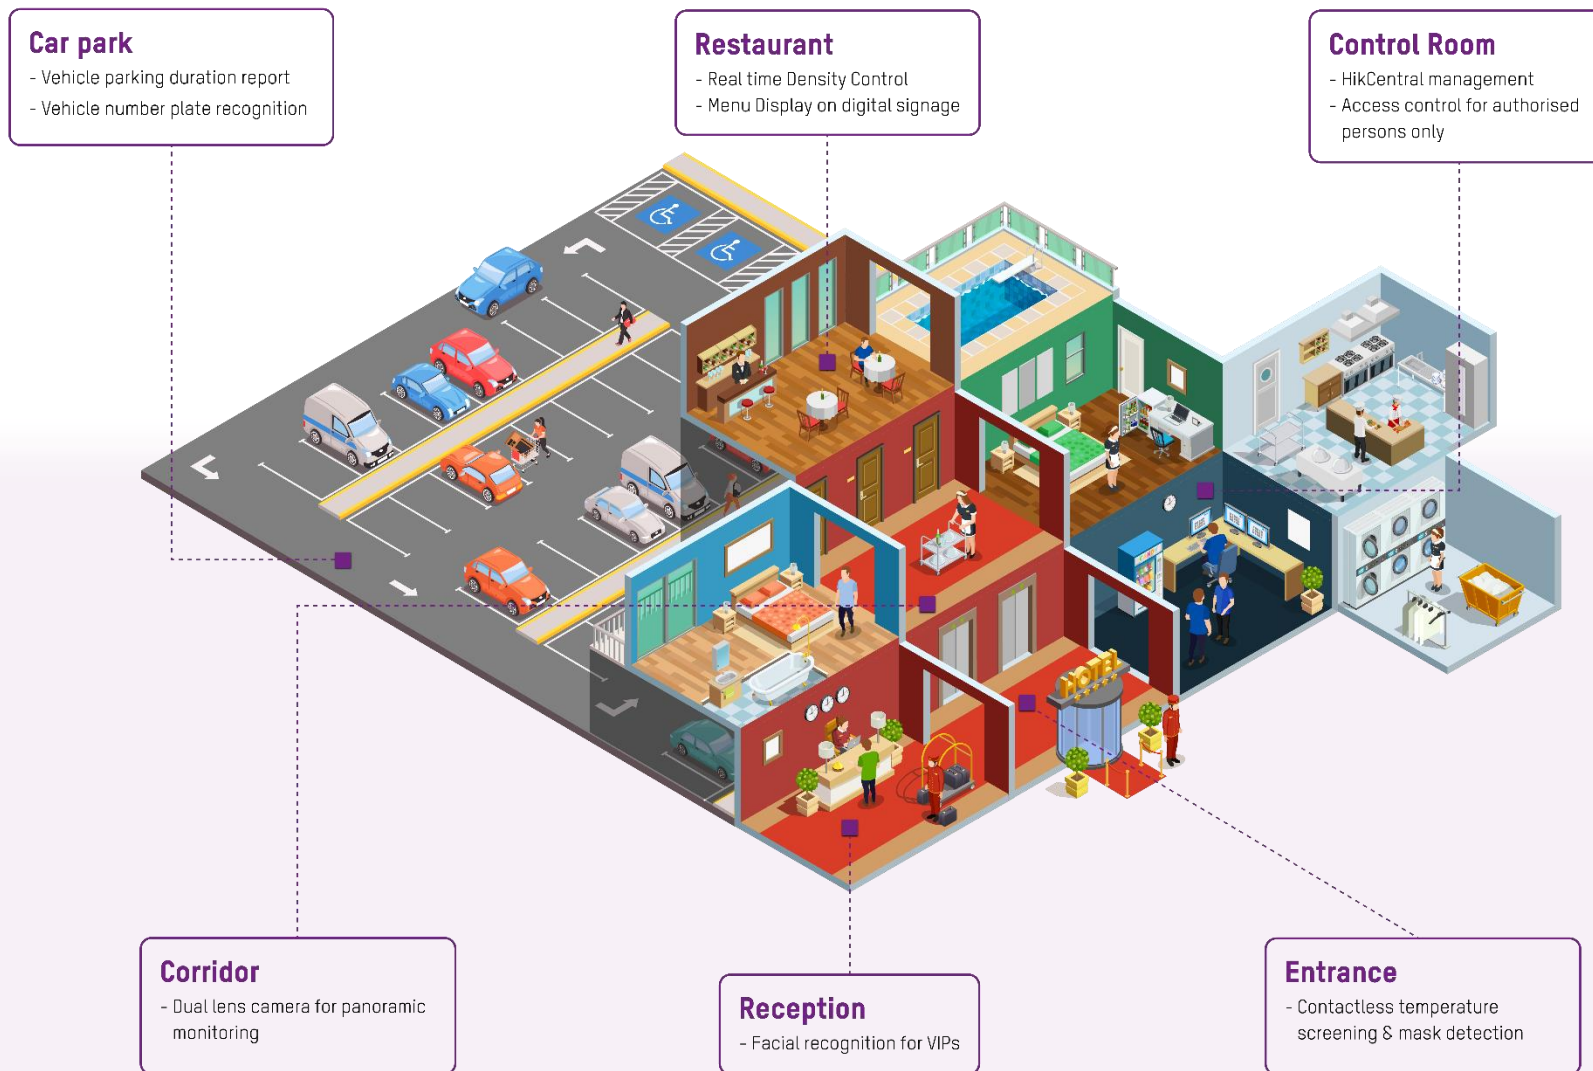 Car park
- Vehicle parking duration report
- Vehicle number plate recognition
Restaurant
- Real time Density Control
- Menu Display on digital signage
Control Room
- HikCentral management
- Access control for authorised
persons only
HOTEL
Corridor
- Dual lens camera for panoramic
monitoring
Reception
- Facial recognition for VIPs
Entrance
- Contactless temperature
screening & mask detection